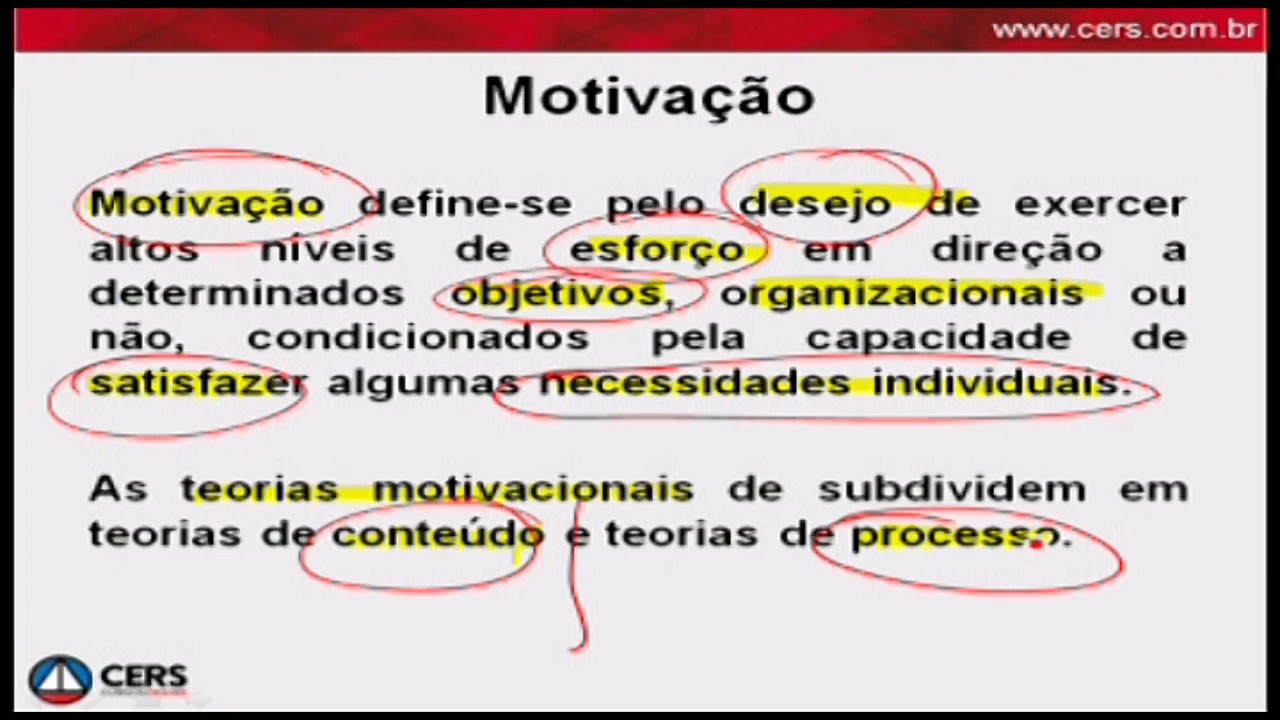 www.cers.com.br
Motivação
Motivação define-se pelo desejo de exercer
altos níveis de esforço em direção a
determinados objetivos, organizacionais ou
não, condicionados pela capacidade de
satisfazer algumas necessidades individuais.
As teorias motivacionais de subdividem em
teorias de conteúdo e teorias de processo.
CERS